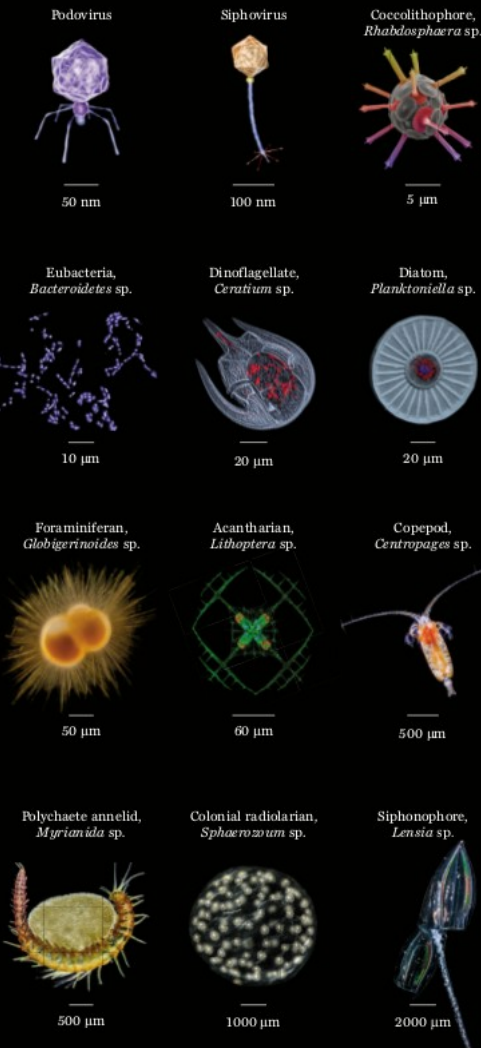 Podovirus
Siphovirus
Coccolithophore,
Rhabdosphaera sp.
50 nm
100 nm
5 μm
Eubacteria,
Bacteroidetes sp.
Dinoflagellate,
Ceratium sp.
Diatom,
Planktoniella sp.
10 μm
20 μm
20 μm
Foraminiferan,
Globigerinoides sp.
Acantharian,
Lithoptera sp.
Copepod,
Centropages sp.
50 μm
60 μm
500 μm
Polychaete annelid,
Myrianida sp.
Colonial radiolarian,
Sphaerozoum sp.
Siphonophore,
Lensia sp.
500 μm
1000 μm
2000 μm